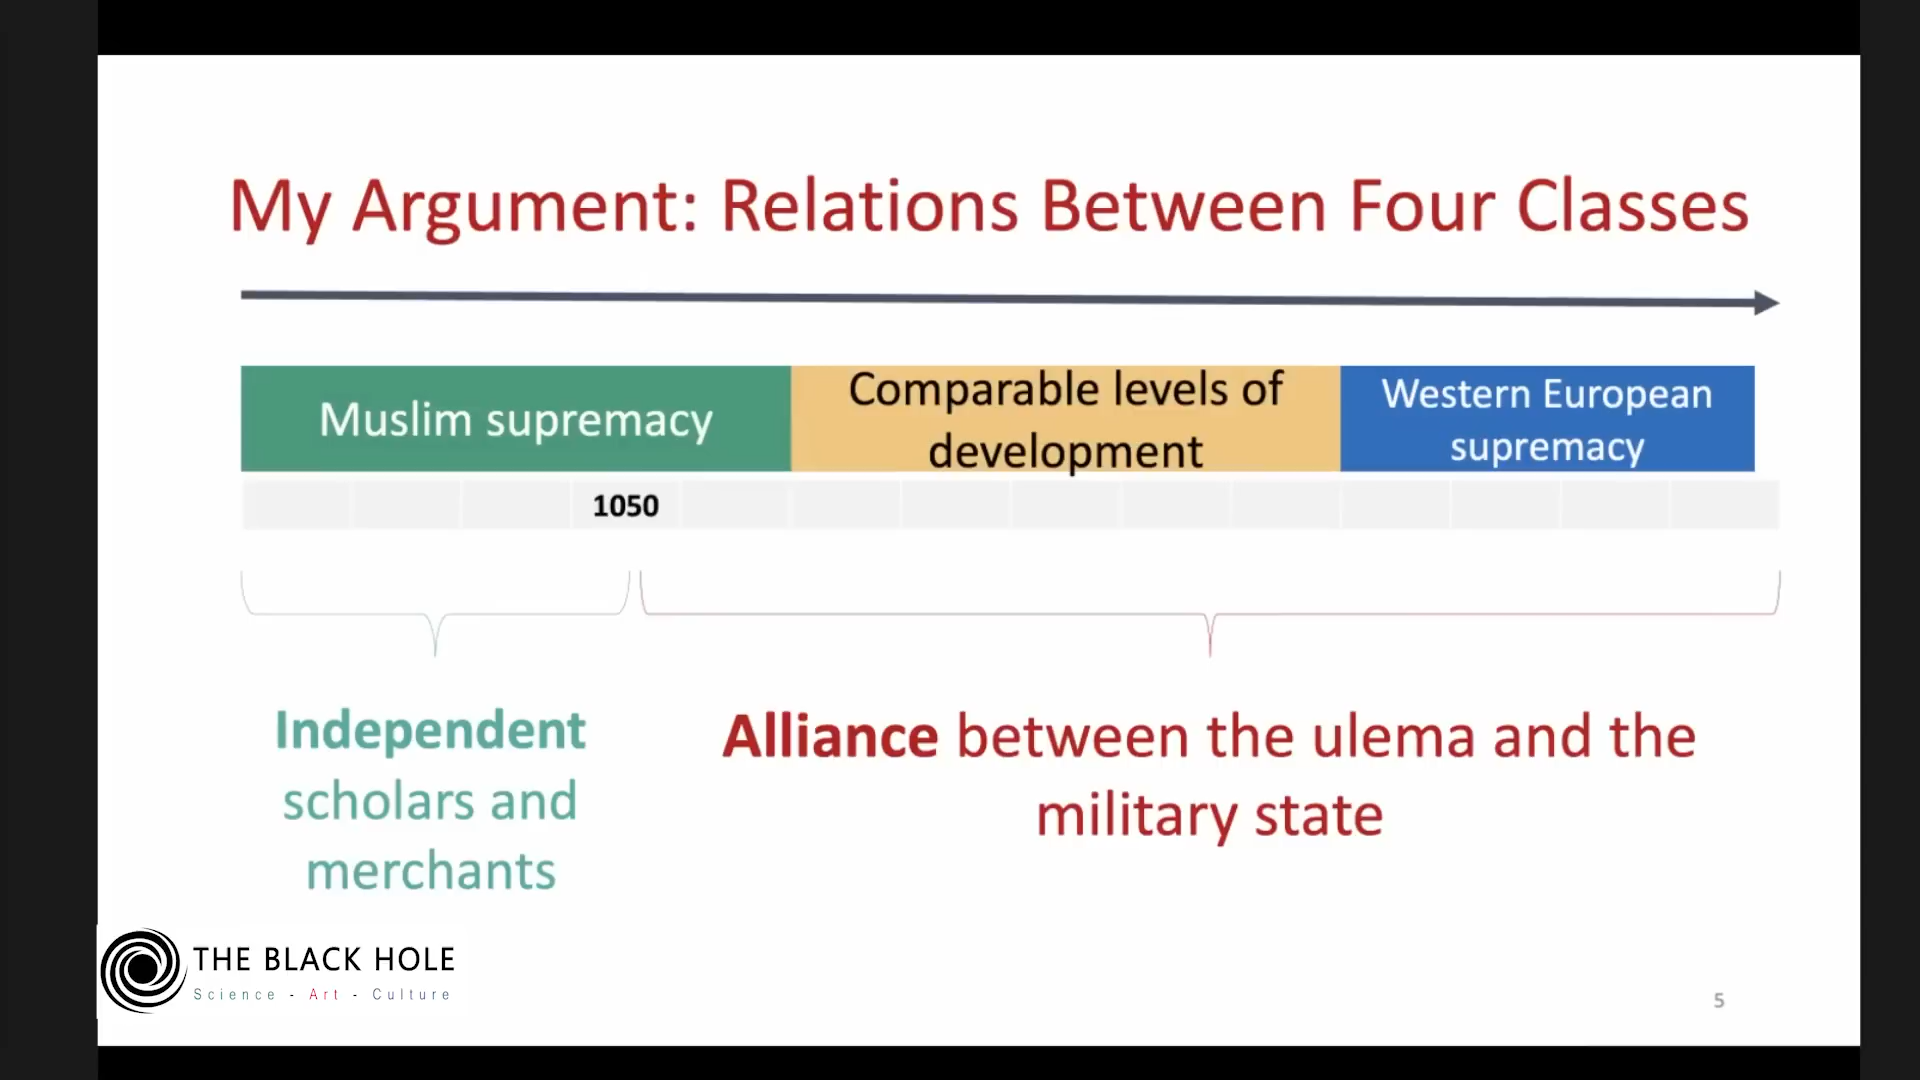 My Argument: Relations Between Four Classes
Muslim supremacy
Comparable levels of
development
Western European
supremacy
1050
Independent
scholars and
merchants
Alliance between the ulema and the
military state
THE BLACK HOLE
Science - Art - Culture
5